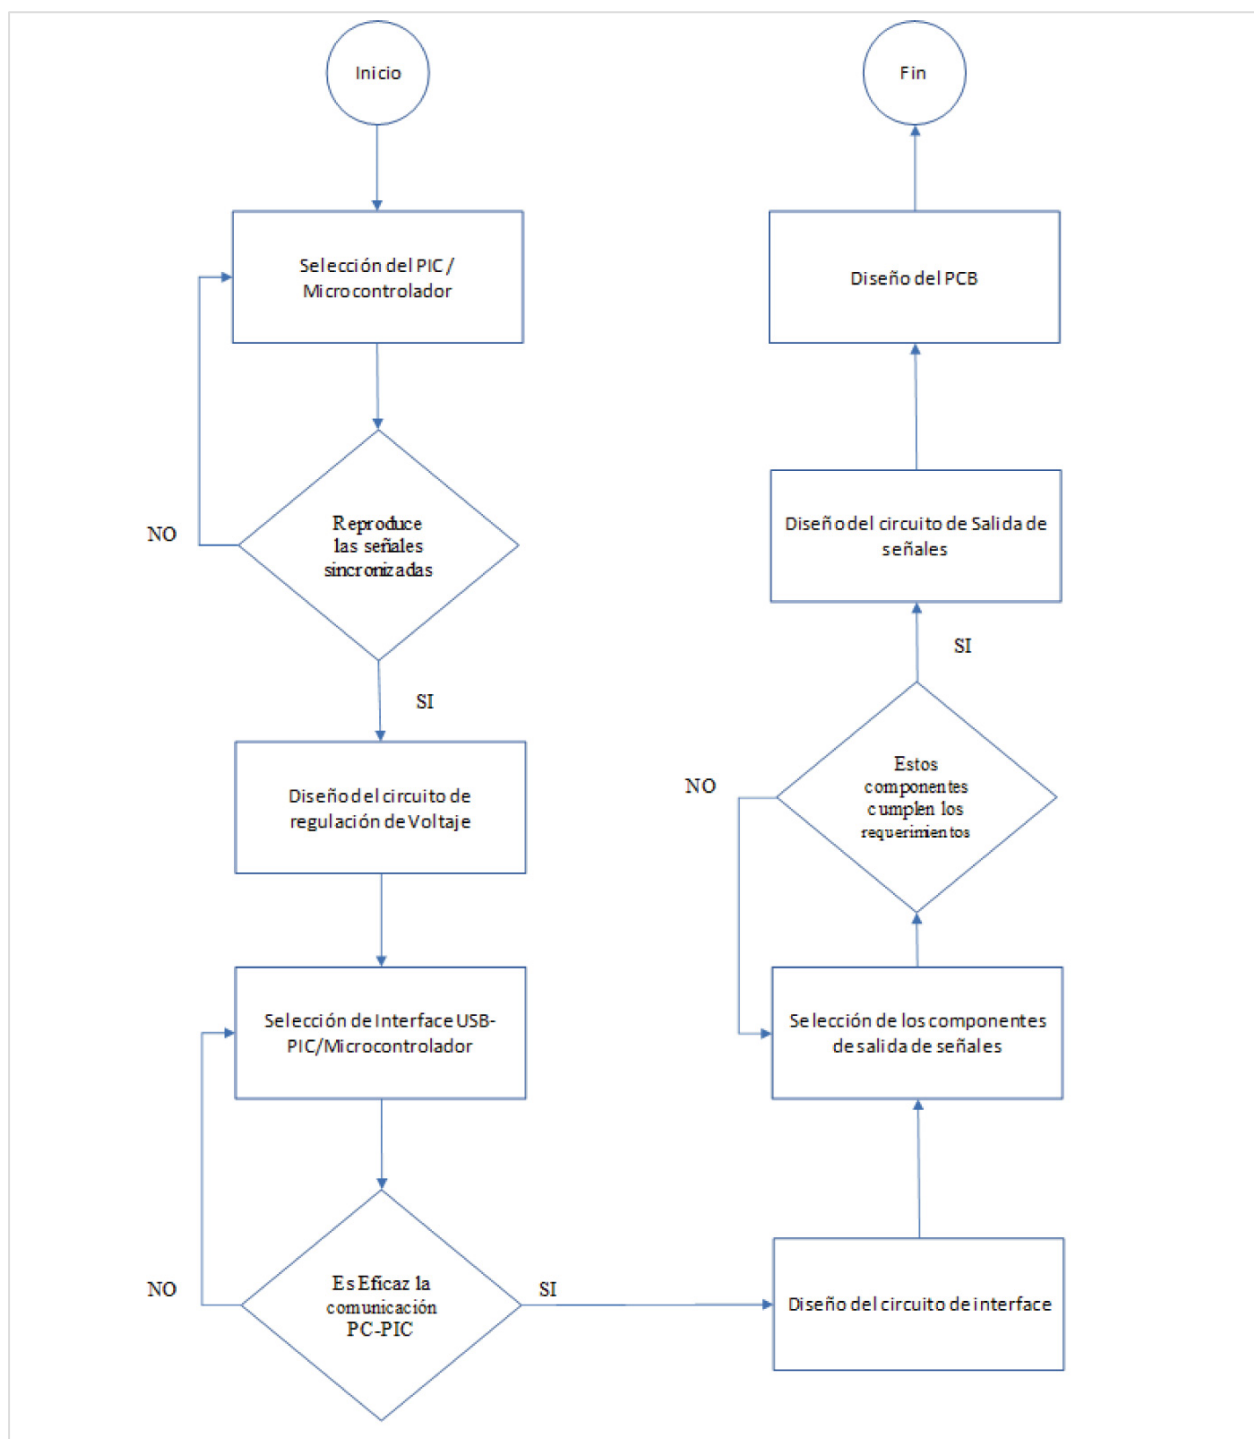 Inicio
Selección del PIC /
Microcontrolador
NO
Reproduce
las señales
sincronizadas
SI
Diseño del circuito de
regulación de Voltaje
Selección de Interface USB-
PIC/Microcontrolador
NO
Es Eficaz la
comunicación
PC-PIC
SI
Diseño del circuito de interface
Selección de los componentes
de salida de señales
NO
Estos
componentes
cumplen los
requerimientos
SI
Diseño del circuito de Salida de
señales
Diseño del PCB
Fin